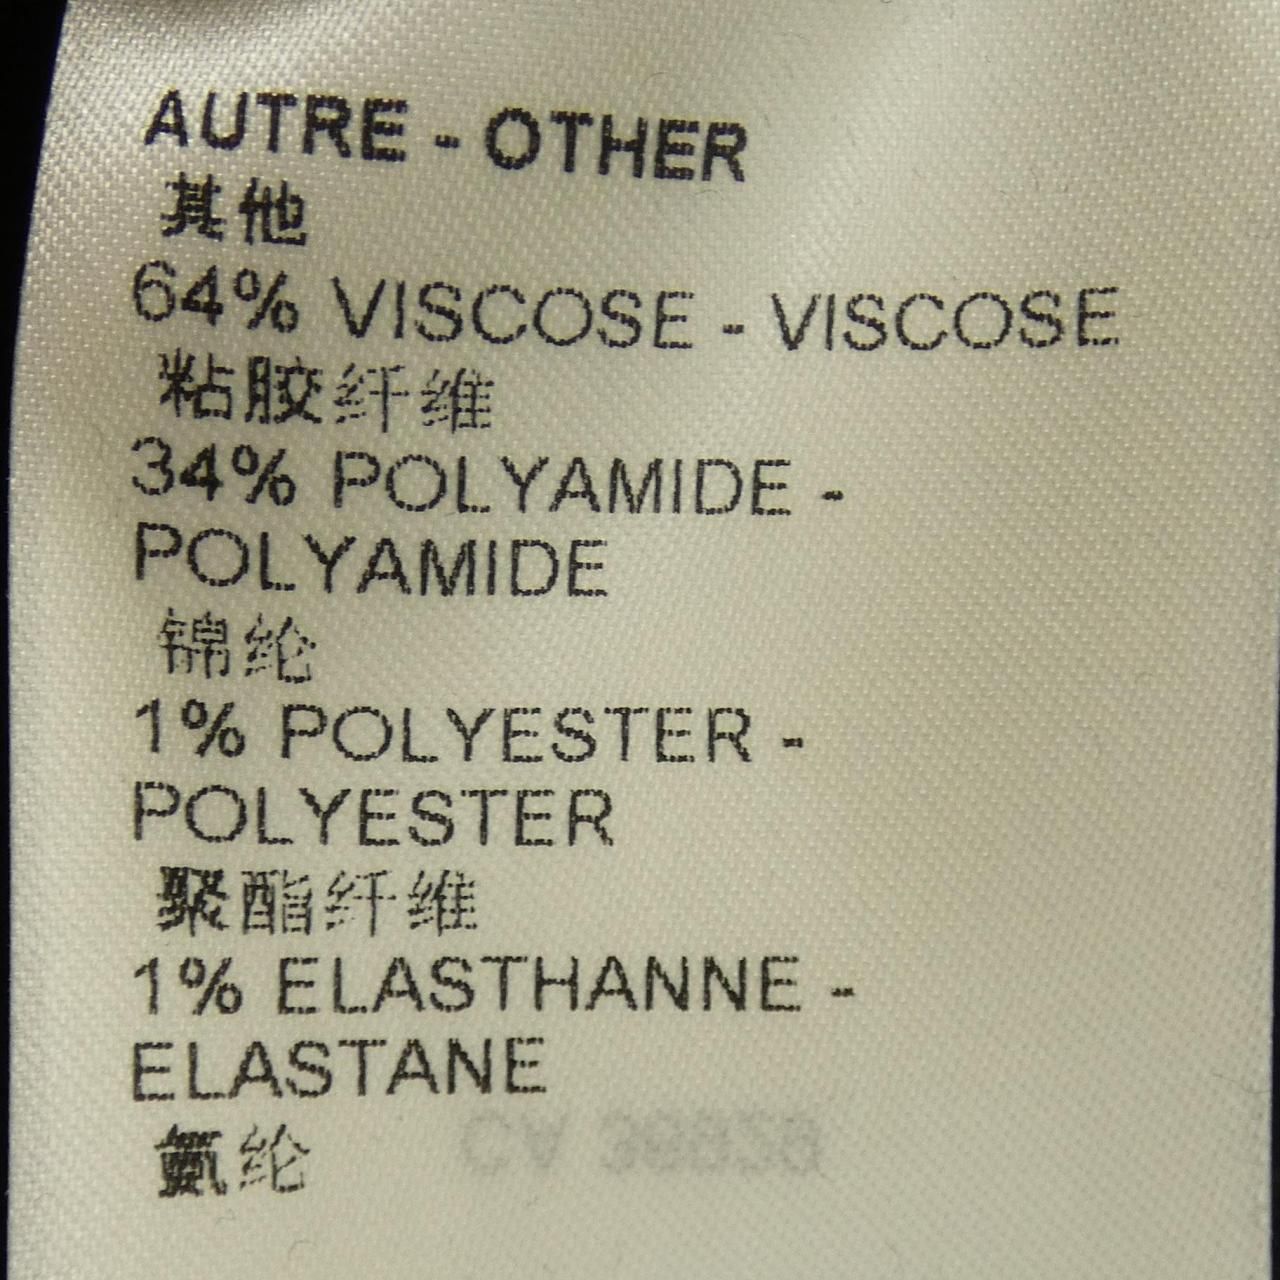 AUTRE - OTHER
其他
64% VISCOSE - VISCOSE
粘胶纤维
34% POLYAMIDE -
POLYAMIDE
锦纶
1% POLYESTER -
POLYESTER
聚酯纤维
1% ELASTHANNE -
ELASTANE
氨纶